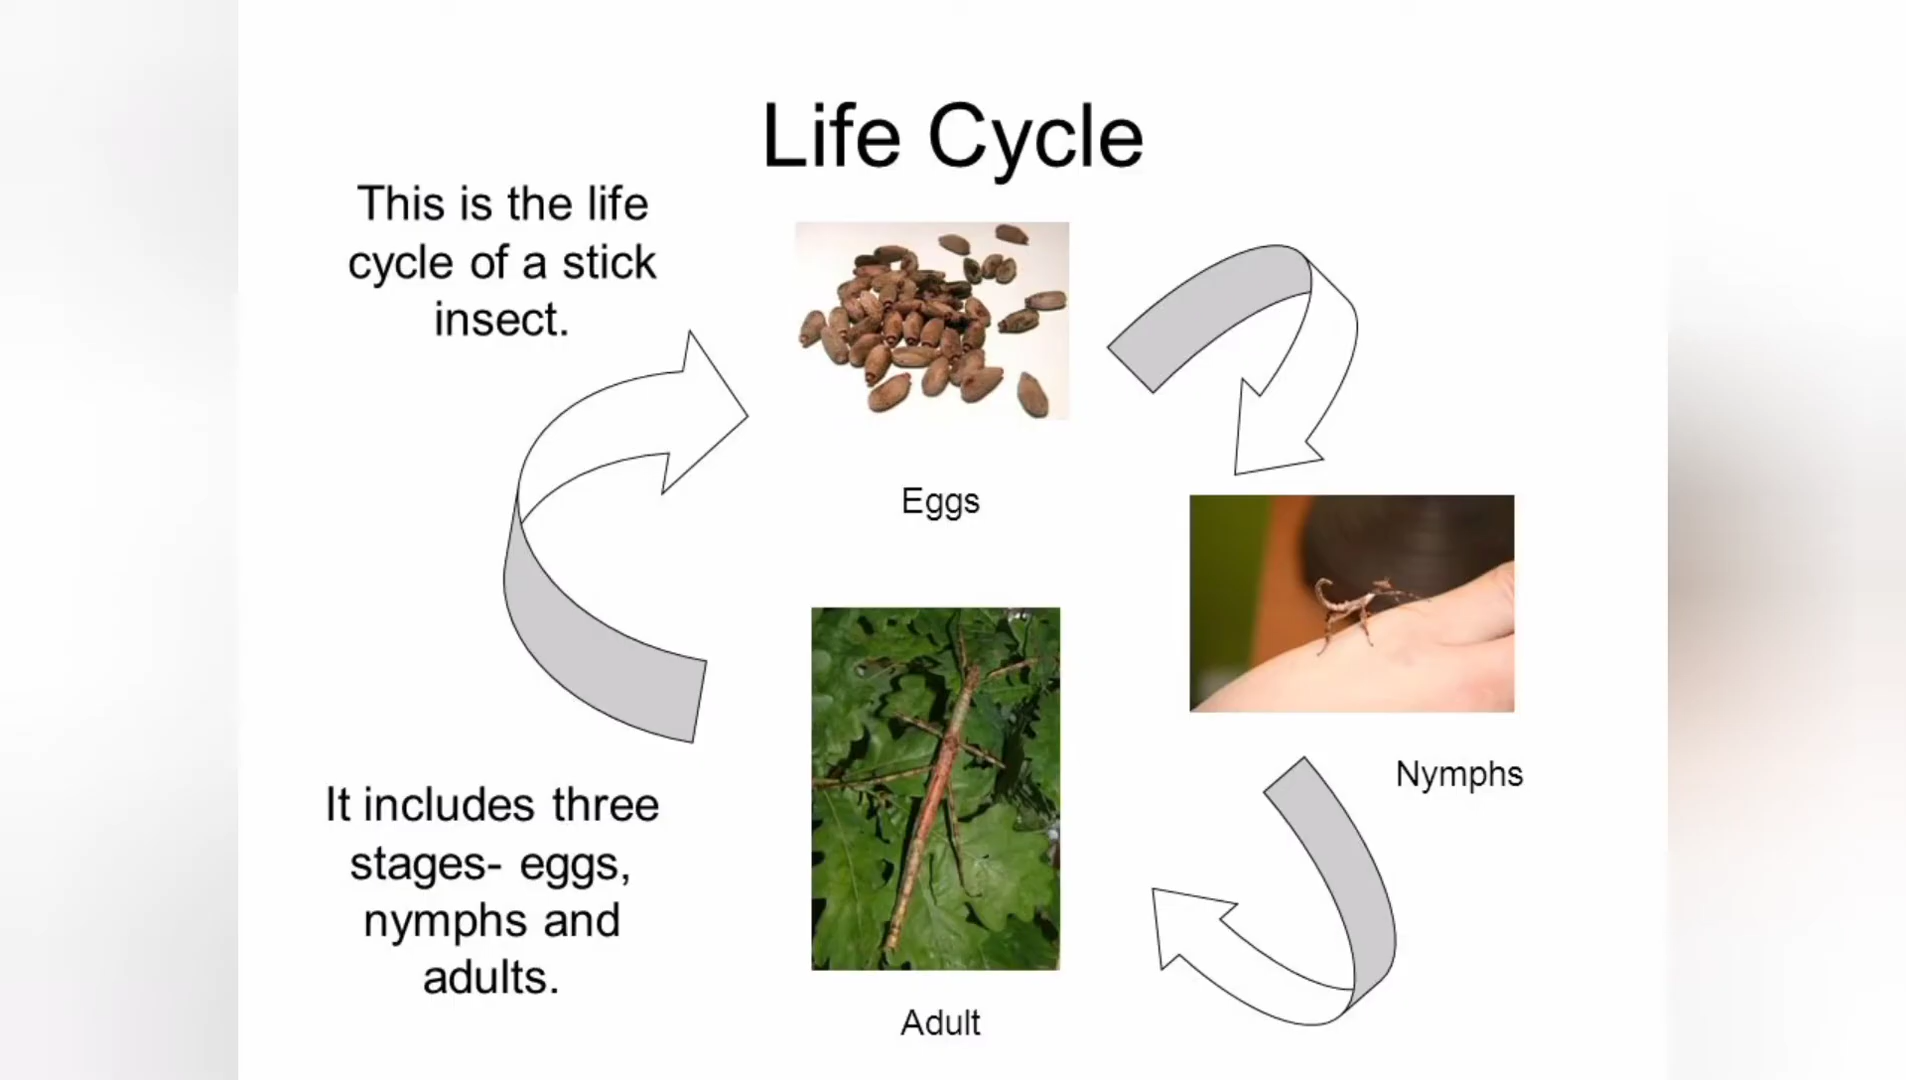 Life Cycle
This is the life
cycle of a stick
insect.
Eggs
Nymphs
It includes three
stages- eggs,
nymphs and
adults.
Adult